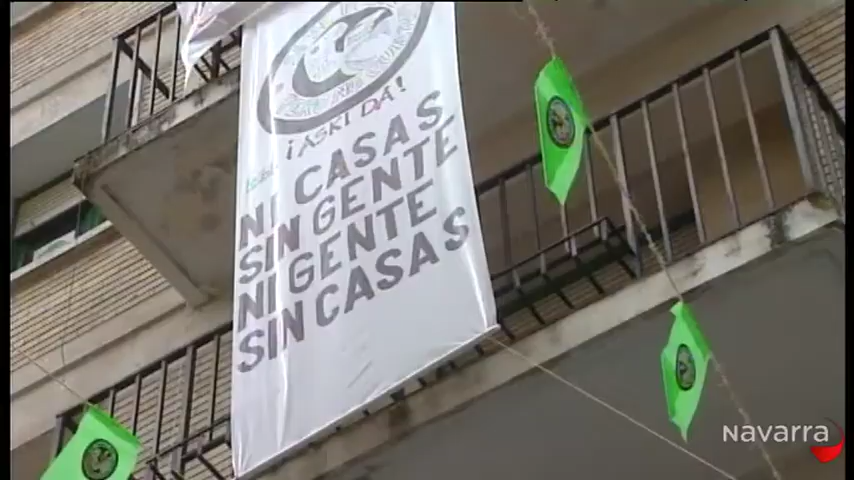 ¡ASKI DA!
NI CASAS
SIN GENTE
NI GENTE
SIN CASAS
Navarra